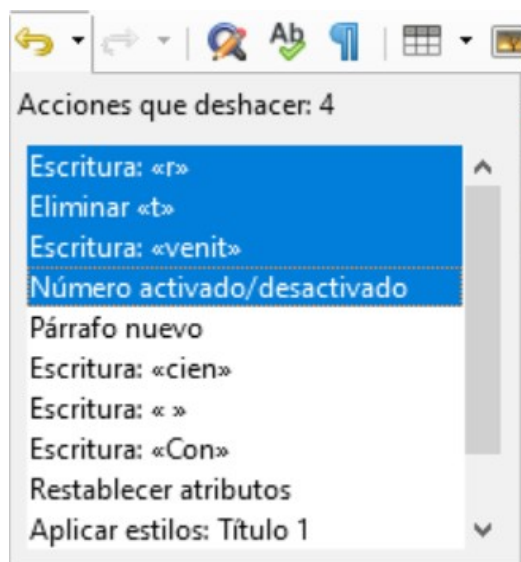 Ab
Acciones que deshacer: 4
Escritura: «r»
Eliminar «t»
Escritura: «venit»
Número activado/desactivado
Párrafo nuevo
Escritura: «cien»
Escritura: « »
Escritura: «Con»
Restablecer atributos
Aplicar estilos: Título 1